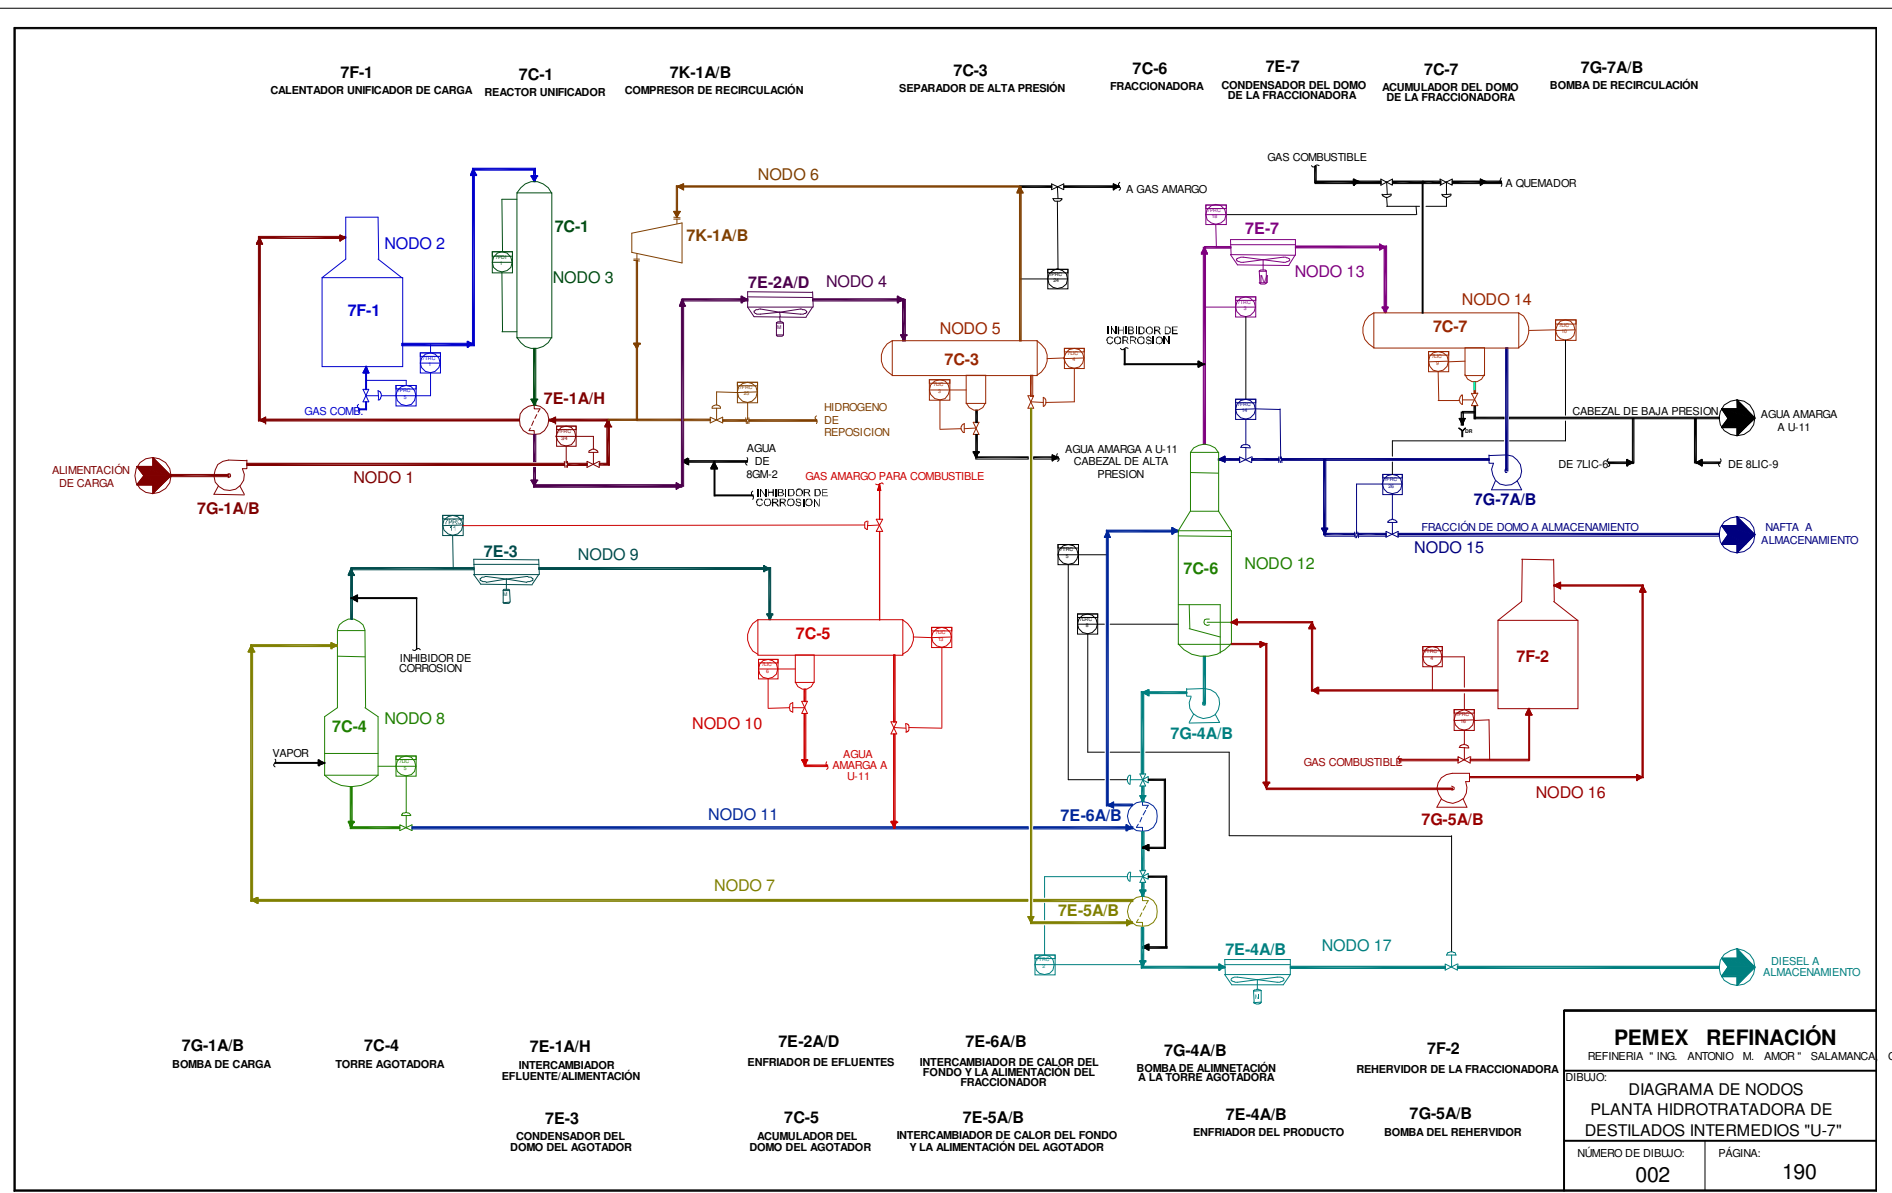 7F-1
CALENTADOR UNIFICADOR DE CARGA
7C-1
REACTOR UNIFICADOR
7K-1A/B
COMPRESOR DE RECIRCULACIÓN
7C-3
SEPARADOR DE ALTA PRESIÓN
7C-6
FRACCIONADORA
7E-7
CONDENSADOR DEL DOMO
DE LA FRACCIONADORA
7C-7
ACUMULADOR DEL DOMO
DE LA FRACCIONADORA
7G-7A/B
BOMBA DE RECIRCULACIÓN
GAS COMBUSTIBLE
A QUEMADOR
NODO 6
A GAS AMARGO
7C-1
NODO 2
7K-1A/B
7E-7
NODO 13
NODO 3
7F-1
7E-2A/D
NODO 4
NODO 14
7C-7
NODO 5
7C-3
INHIBIDOR DE
CORROSION
GAS COMB.
7E-1A/H
HIDROGENO
DE
REPOSICION
CABEZAL DE BAJA PRESION
AGUA AMARGA
A U-11
DR
ALIMENTACIÓN
DE CARGA
NODO 1
7G-1A/B
AGUA
DE
8GM-2
INHIBIDOR DE
CORROSION
GAS AMARGO PARA COMBUSTIBLE
AGUA AMARGA A U-11
CABEZAL DE ALTA
PRESION
DE 7LIC-6
DE 8LIC-9
7G-7A/B
FRACCIÓN DE DOMO A ALMACENAMIENTO
NODO 15
NAFTA A
ALMACENAMIENTO
7E-3
NODO 9
7C-6
NODO 12
INHIBIDOR DE
CORROSION
7C-5
7F-2
7C-4
NODO 8
NODO 10
7G-4A/B
VAPOR
AGUA
AMARGA A
U-11
GAS COMBUSTIBLE
NODO 16
7G-5A/B
NODO 11
7E-6A/B
NODO 7
7E-5A/B
7E-4A/B
NODO 17
DIESEL A
ALMACENAMIENTO
7G-1A/B
BOMBA DE CARGA
7C-4
TORRE AGOTADORA
7E-1A/H
INTERCAMBIADOR
EFLUENTE/ALIMENTACIÓN
7E-2A/D
ENFRIADOR DE EFLUENTES
7E-6A/B
INTERCAMBIADOR DE CALOR DEL
FONDO Y LA ALIMENTACIÓN DEL
FRACCIONADOR
7G-4A/B
BOMBA DE ALIMNETACIÓN
A LA TORRE AGOTADORA
7F-2
REHERVIDOR DE LA FRACCIONADORA
7E-3
CONDENSADOR DEL
DOMO DEL AGOTADOR
7C-5
ACUMULADOR DEL
DOMO DEL AGOTADOR
7E-5A/B
INTERCAMBIADOR DE CALOR DEL FONDO
Y LA ALIMENTACIÓN DEL AGOTADOR
7E-4A/B
ENFRIADOR DEL PRODUCTO
7G-5A/B
BOMBA DEL REHERVIDOR
PEMEX REFINACIÓN
REFINERIA " ING. ANTONIO M. AMOR " SALAMANCA,
DIBUJO:
DIAGRAMA DE NODOS
PLANTA HIDROTRATADORA DE
DESTILADOS INTERMEDIOS "U-7"
NÚMERO DE DIBUJO:
002
PÁGINA:
190